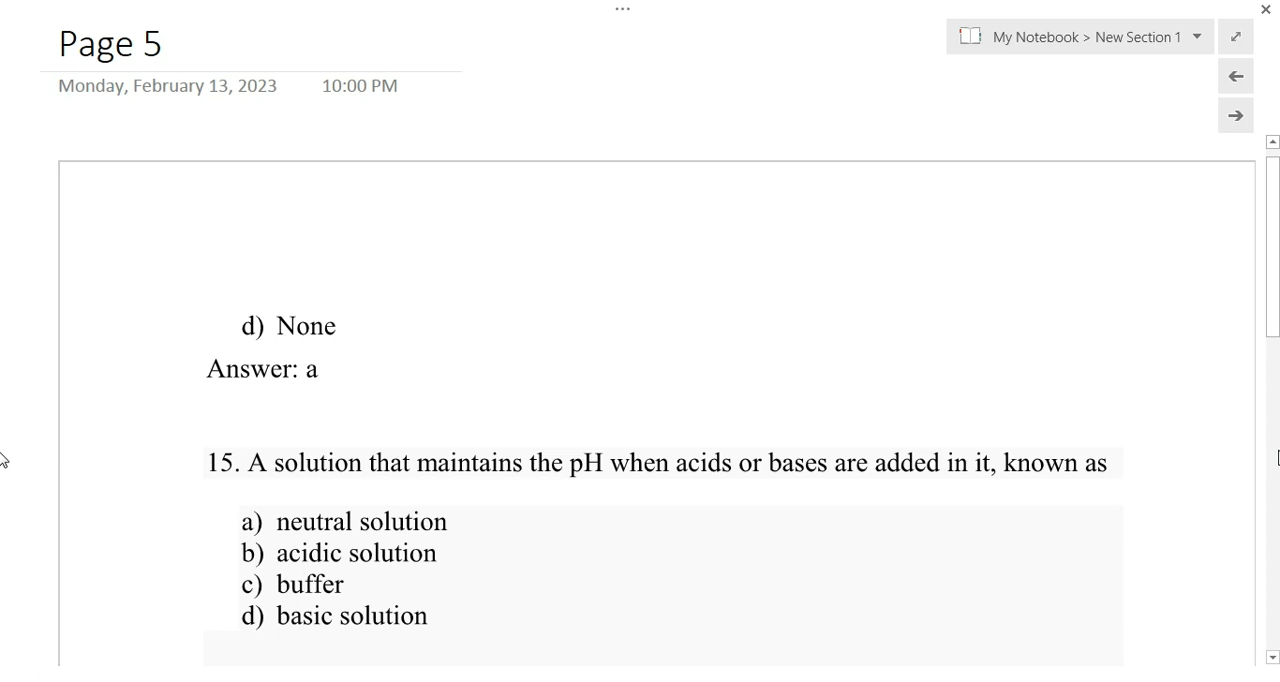 ...
Page 5
My Notebook > New Section 1
Monday, February 13, 2023 10:00 PM
d) None
Answer: a
15. A solution that maintains the pH when acids or bases are added in it, known as
a) neutral solution
b) acidic solution
c) buffer
d) basic solution